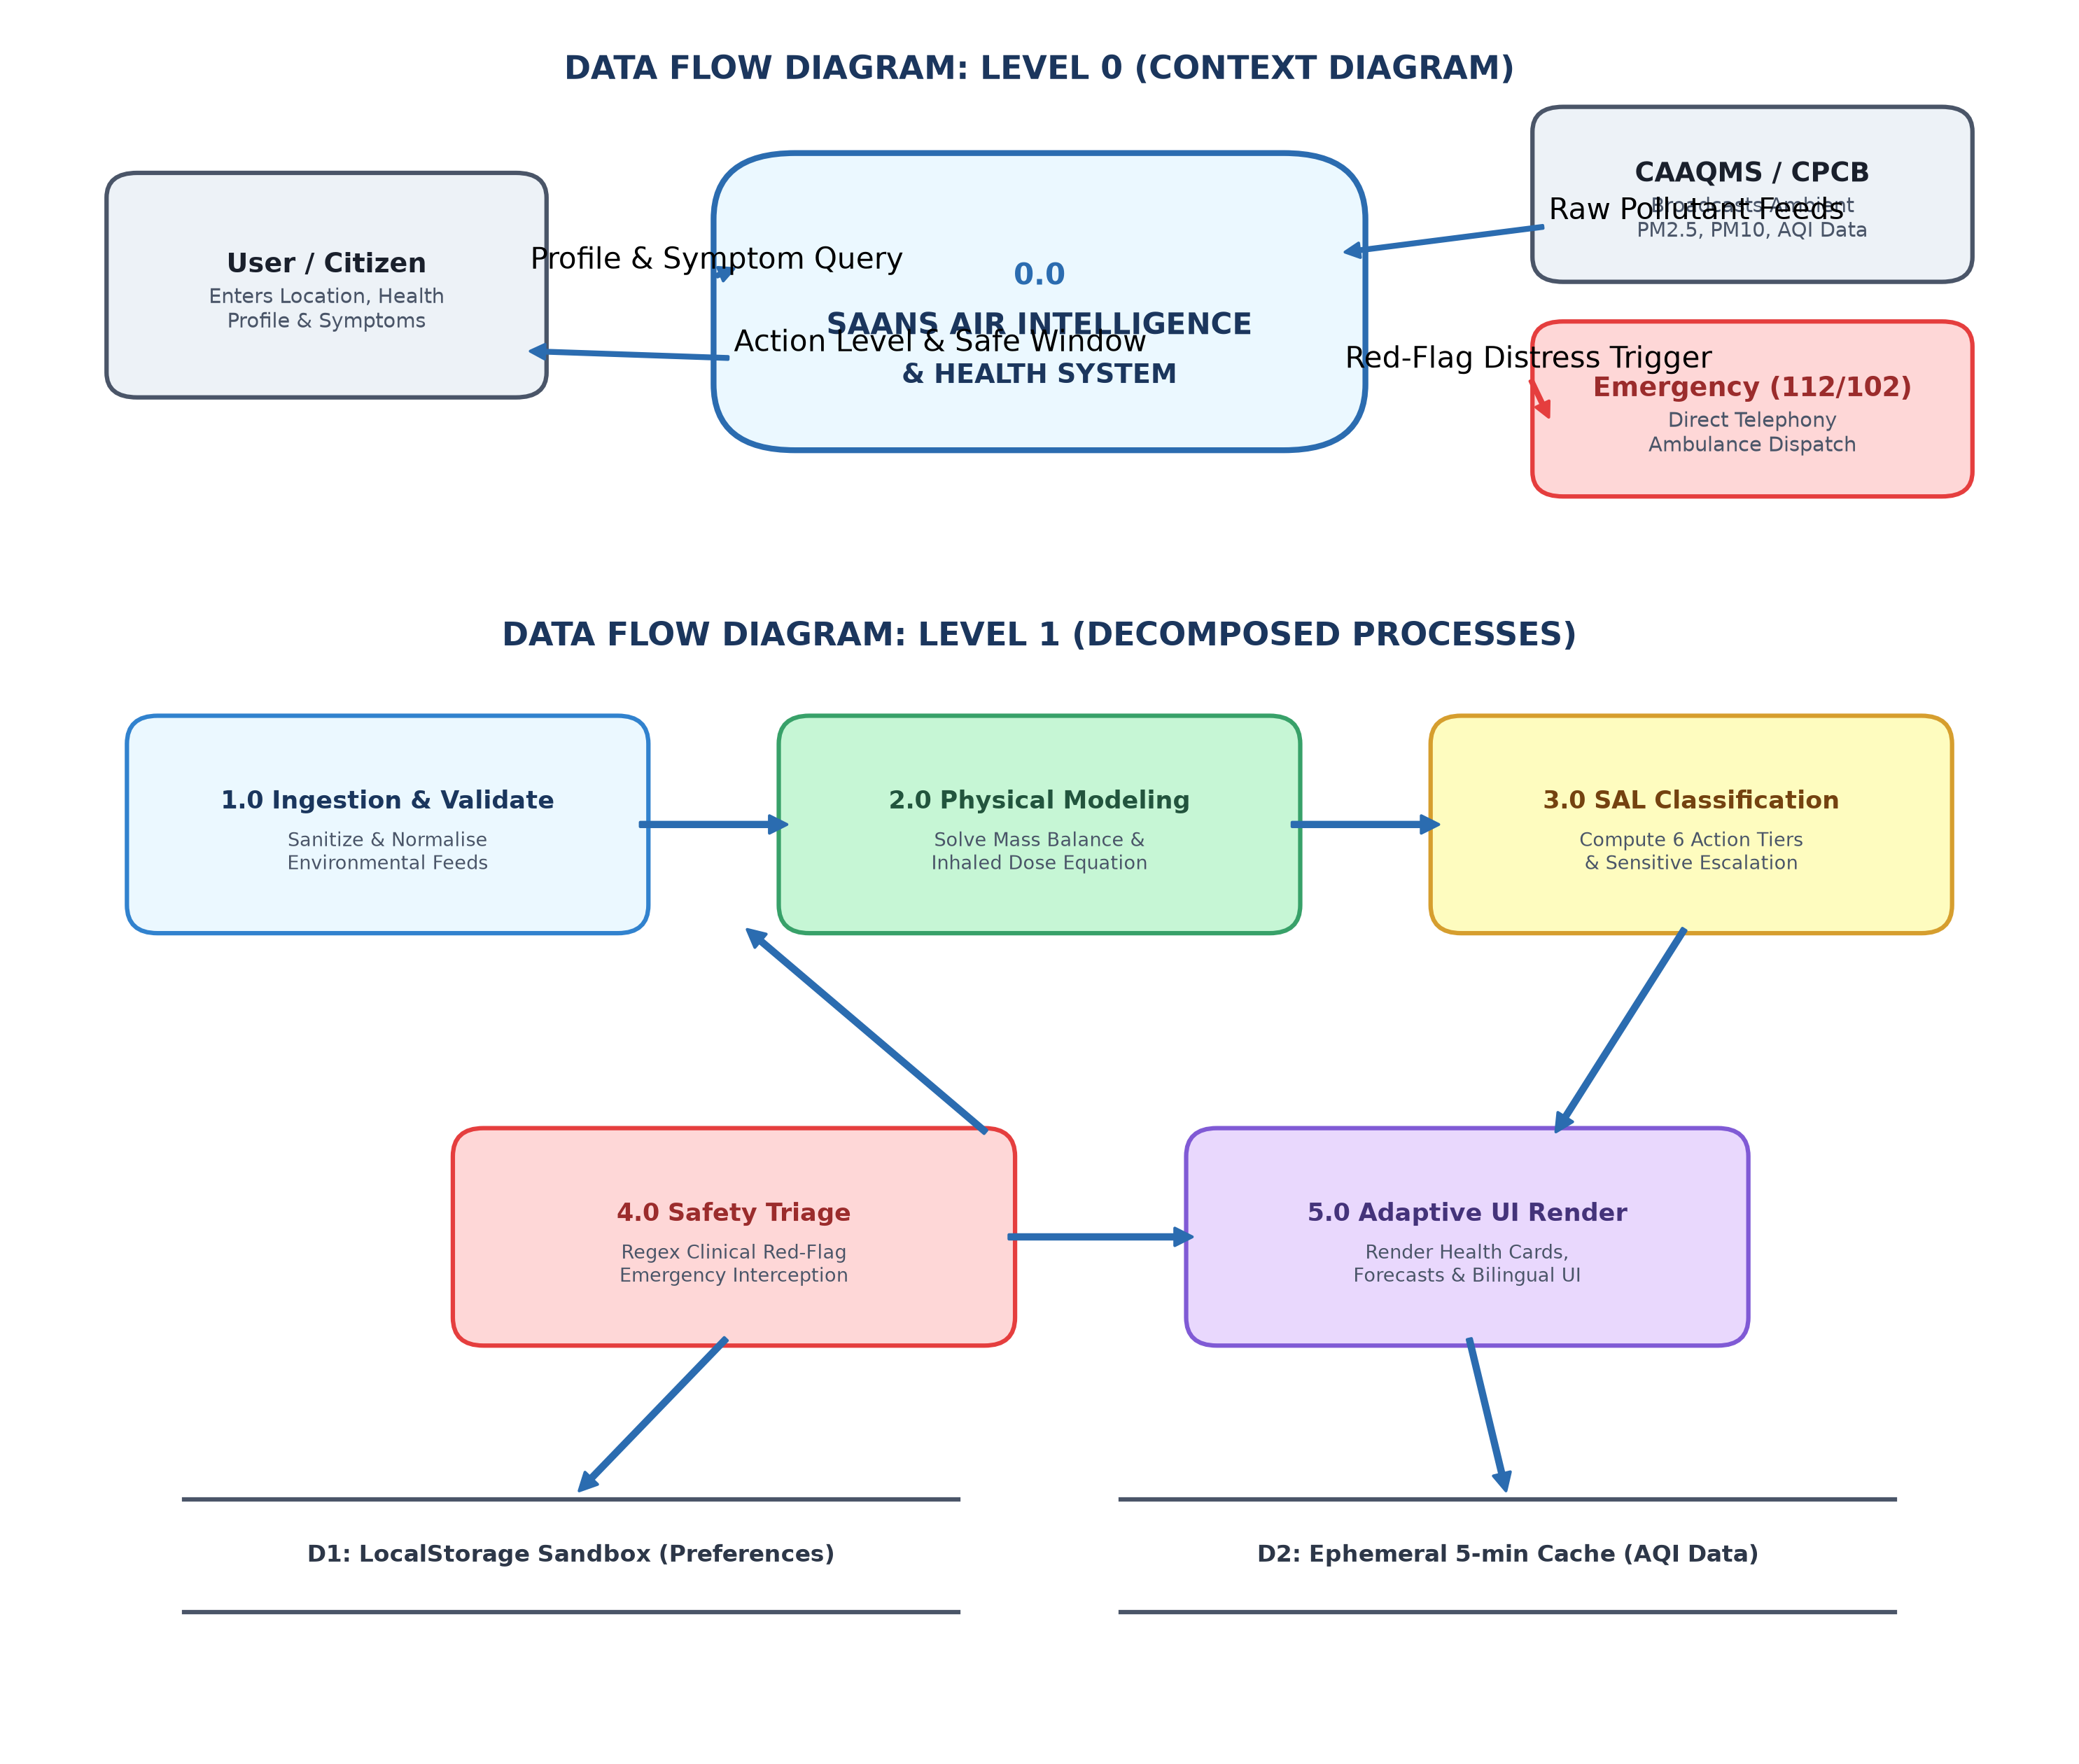 DATA FLOW DIAGRAM: LEVEL 0 (CONTEXT DIAGRAM)
User / Citizen
Enters Location, Health
Profile & Symptoms
Profile & Symptom Query
Action Level & Safe Window
0.0
SAANS AIR INTELLIGENCE
& HEALTH SYSTEM
CAAQMS / CPCB
Broadcasts Ambient
PM2.5, PM10, AQI Data
Raw Pollutant Feeds
Red-Flag Distress Trigger
Emergency (112/102)
Direct Telephony
Ambulance Dispatch
DATA FLOW DIAGRAM: LEVEL 1 (DECOMPOSED PROCESSES)
1.0 Ingestion & Validate
Sanitize & Normalise
Environmental Feeds
2.0 Physical Modeling
Solve Mass Balance &
Inhaled Dose Equation
3.0 SAL Classification
Compute 6 Action Tiers
& Sensitive Escalation
4.0 Safety Triage
Regex Clinical Red-Flag
Emergency Interception
5.0 Adaptive UI Render
Render Health Cards,
Forecasts & Bilingual UI
D1: LocalStorage Sandbox (Preferences)
D2: Ephemeral 5-min Cache (AQI Data)